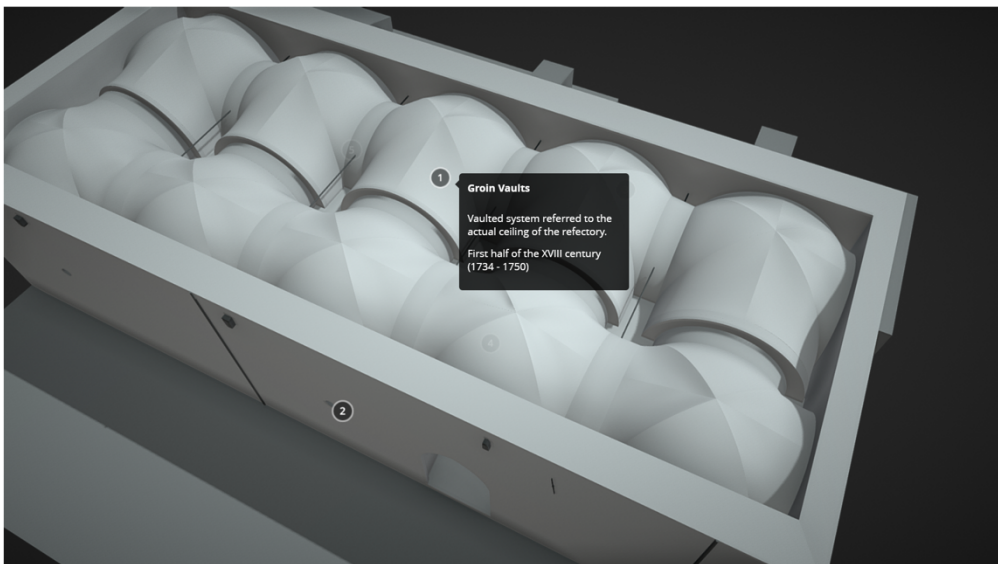 1
Groin Vaults
Vaulted system referred to the
actual ceiling of the refectory.
First half of the XVIII century
(1734 - 1750)
2